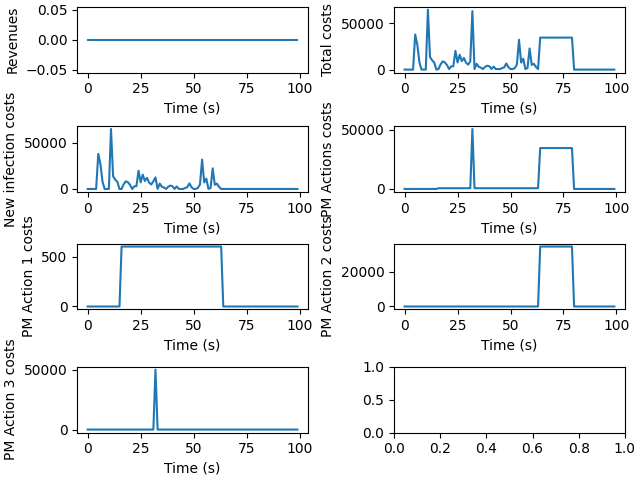 Revenues
0.05
0.00
−0.05
0 25 50 75 100
Time (s)
Total costs
50000
0
0 25 50 75 100
Time (s)
New infection costs
50000
0
0 25 50 75 100
Time (s)
PM Actions costs
50000
0
0 25 50 75 100
Time (s)
PM Action 1 costs
500
0
0 25 50 75 100
Time (s)
PM Action 2 costs
20000
0
0 25 50 75 100
Time (s)
PM Action 3 costs
50000
0
0 25 50 75 100
Time (s)
1.0
0.5
0.0
0.0 0.2 0.4 0.6 0.8 1.0